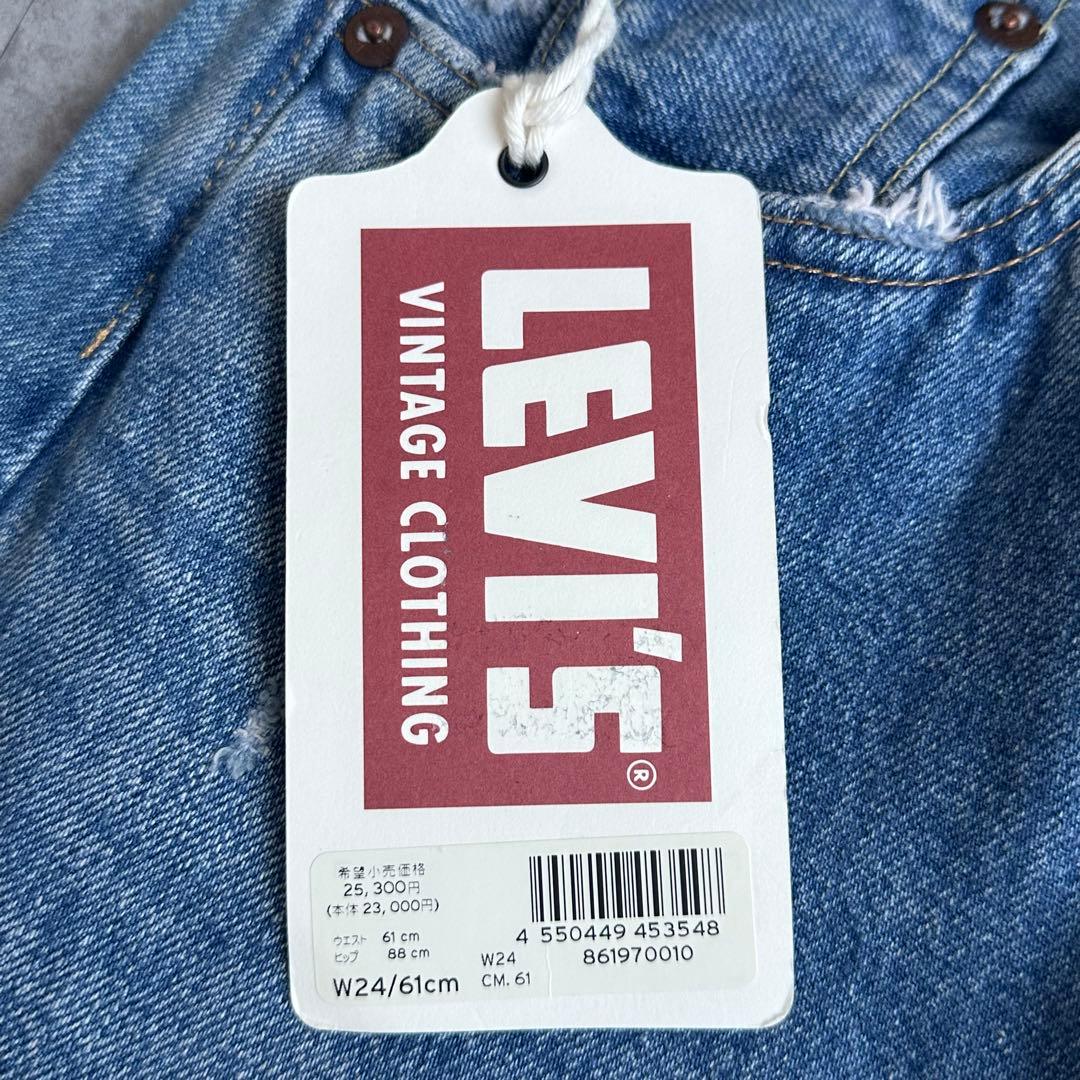 LEVI'S®
VINTAGE CLOTHING
希望小売価格
25,300円
(本体 23,000円)
ウエスト 61 cm
ヒップ 88 cm
W24/61cm
W24
CM. 61
4 550449 453548
861970010